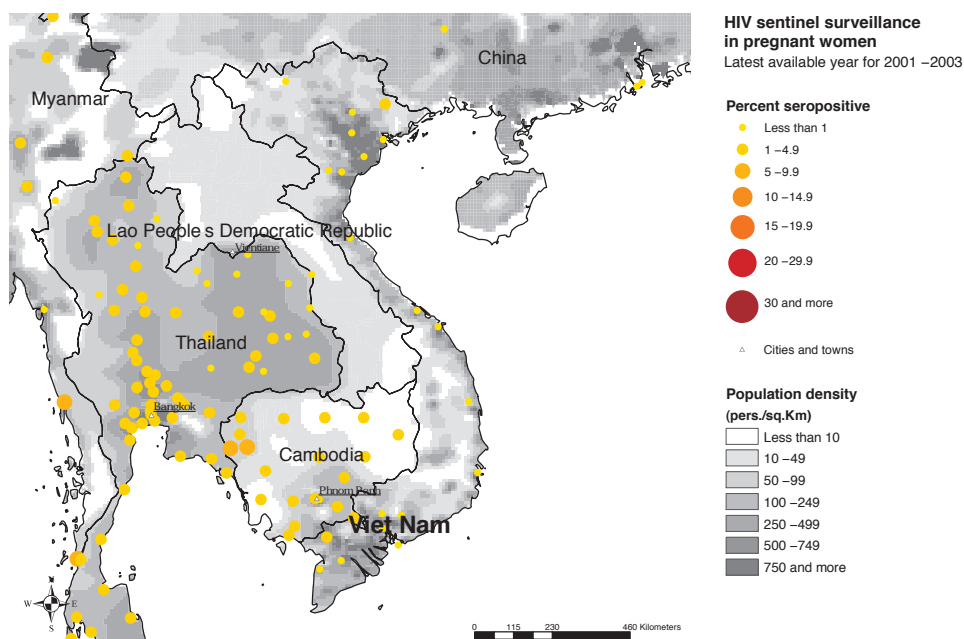 HIV sentinel surveillance
in pregnant women
Latest available year for 2001 –2003
Percent seropositive
Less than 1
1 –4.9
5 –9.9
10 –14.9
15 –19.9
20 –29.9
30 and more
Cities and towns
Population density
(pers./sq.Km)
Less than 10
10 –49
50 –99
100 –249
250 –499
500 –749
750 and more
China
Myanmar
Lao People s Democratic Republic
Vientiane
Thailand
Bangkok
Cambodia
Phnom Penh
Viet Nam
N
W E
S
0 115 230 460 Kilometers